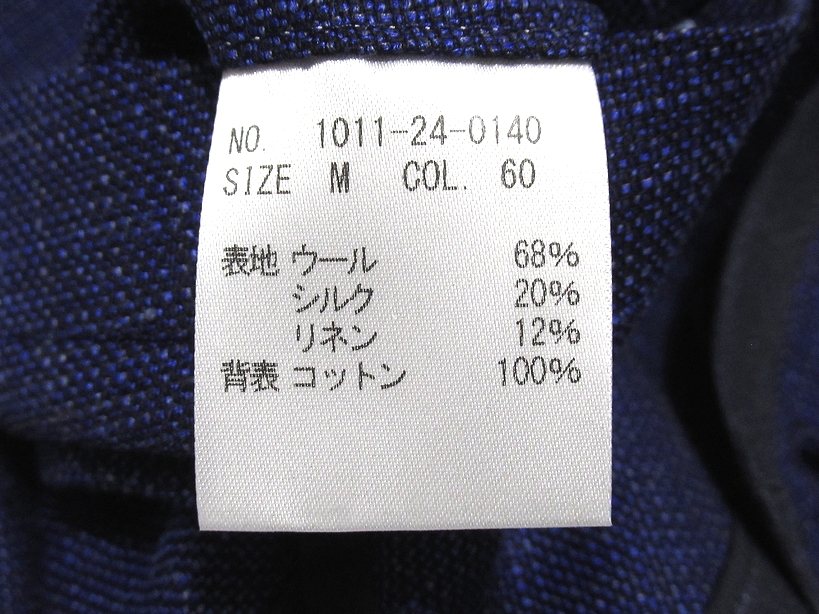 NO. 1011-24-0140
SIZE M COL. 60
表地 ウール 68%
シルク 20%
リネン 12%
背表 コットン 100%